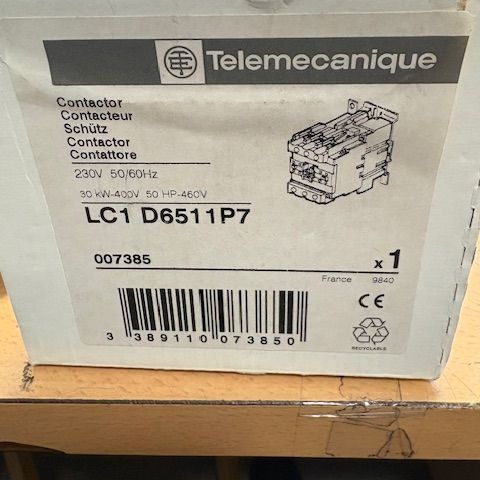 Telemecanique
Contactor
Contacteur
Schütz
Contactor
Contattore
230V 50/60Hz
30 kW-400V 50 HP-460V
LC1 D6511P7
007385
x 1
France 9840
CE
3 389110 073850
RECYCLABLE